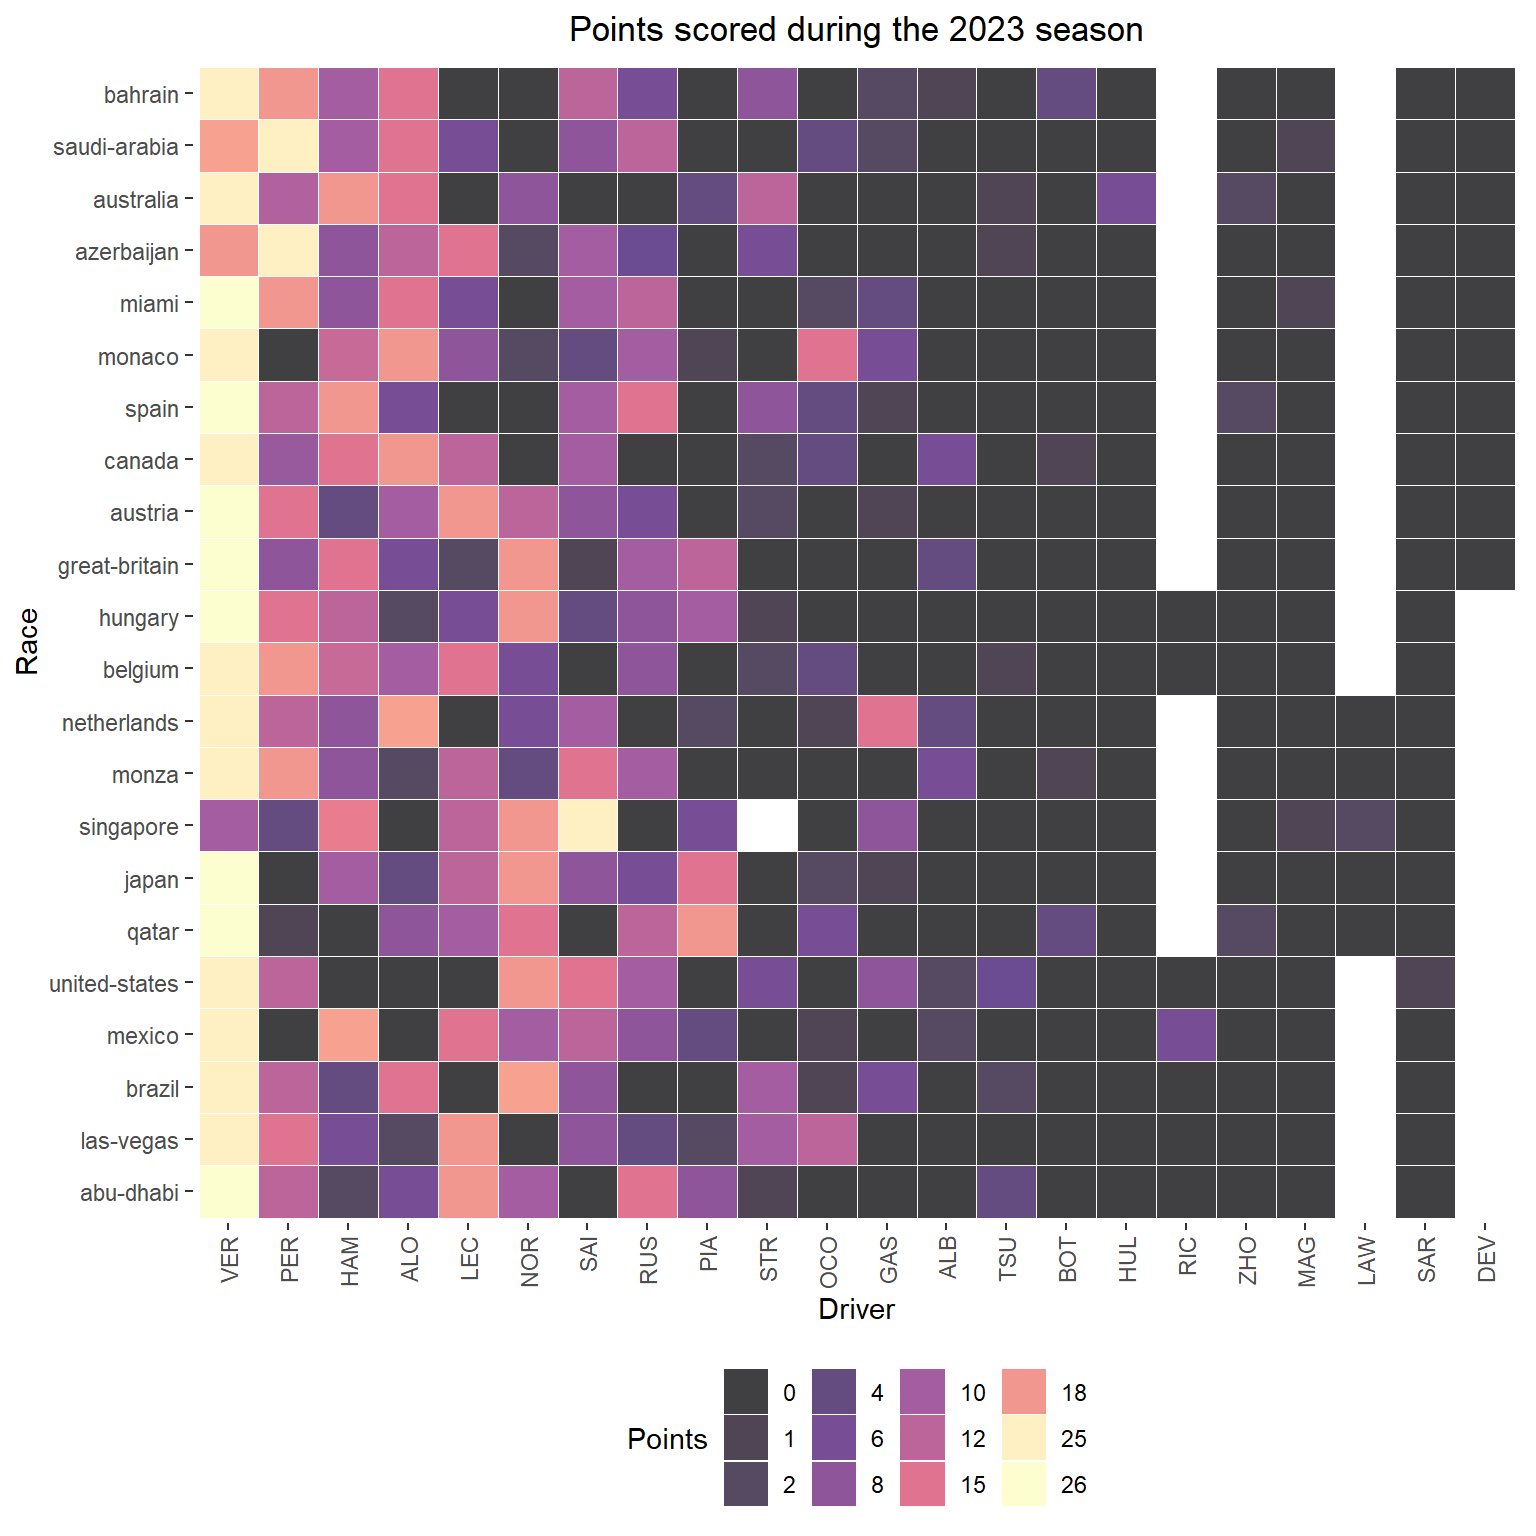 Points scored during the 2023 season
bahrain
saudi-arabia
australia
azerbaijan
miami
monaco
spain
canada
austria
great-britain
hungary
belgium
netherlands
monza
singapore
japan
qatar
united-states
mexico
brazil
las-vegas
abu-dhabi
Race
VER PER HAM ALO LEC NOR SAI RUS PIA STR OCO GAS ALB TSU BOT HUL RIC ZHO MAG LAW SAR DEV
Driver
Points
0 4 10 18
1 6 12 25
2 8 15 26